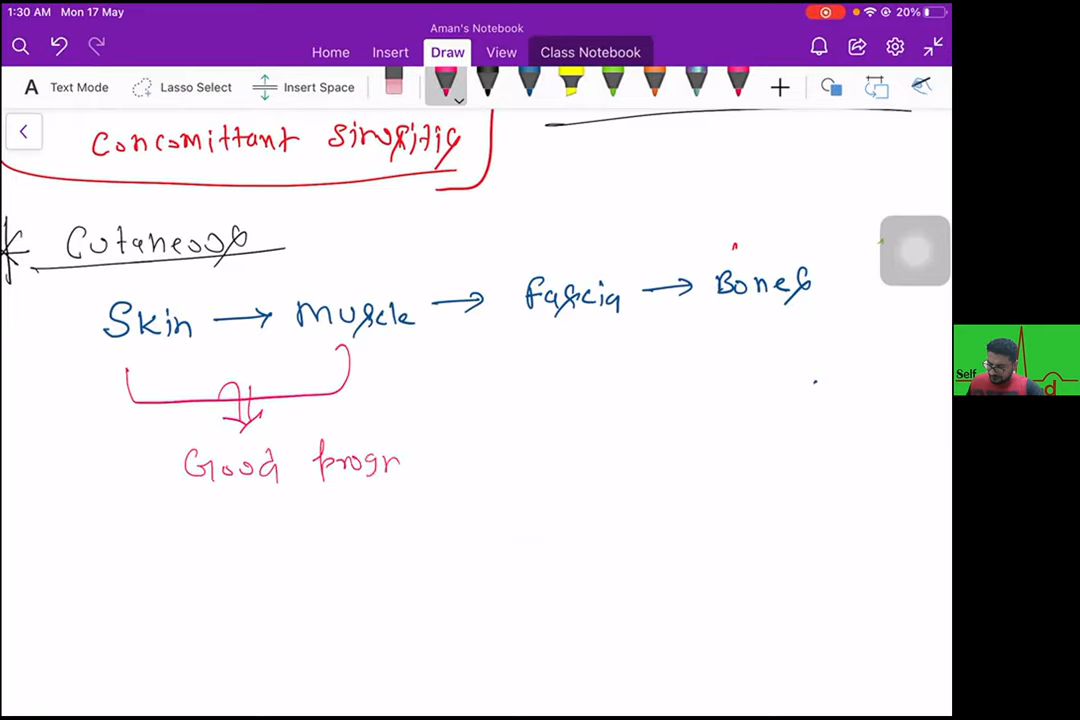 1:30 AM Mon 17 May 20%
Aman's Notebook
Home Insert Draw View Class Notebook
A Text Mode Lasso Select Insert Space
Concomittant Sinusitis
* Cutaneous
Skin → Muscle → Fascia → Bones
Good progn
Self
d